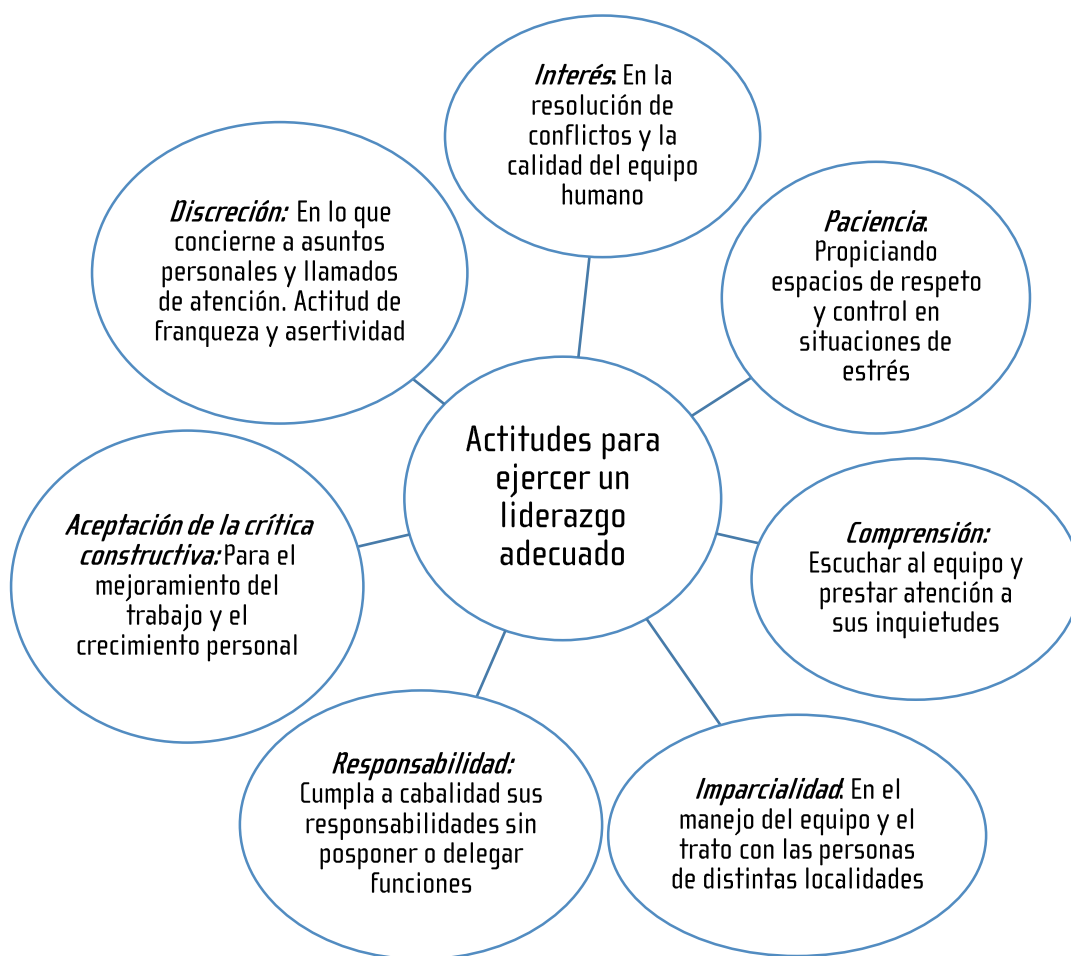 Interés: En la
resolución de
conflictos y la
calidad del equipo
humano
Discreción: En lo que
concierne a asuntos
personales y llamados
de atención. Actitud de
franqueza y asertividad
Paciencia:
Propiciando
espacios de respeto
y control en
situaciones de
estrés
Actitudes para
ejercer un
liderazgo
adecuado
Aceptación de la crítica
constructiva: Para el
mejoramiento del
trabajo y el
crecimiento personal
Comprensión:
Escuchar al equipo y
prestar atención a
sus inquietudes
Responsabilidad:
Cumpla a cabalidad sus
responsabilidades sin
posponer o delegar
funciones
Imparcialidad: En el
manejo del equipo y el
trato con las personas
de distintas localidades